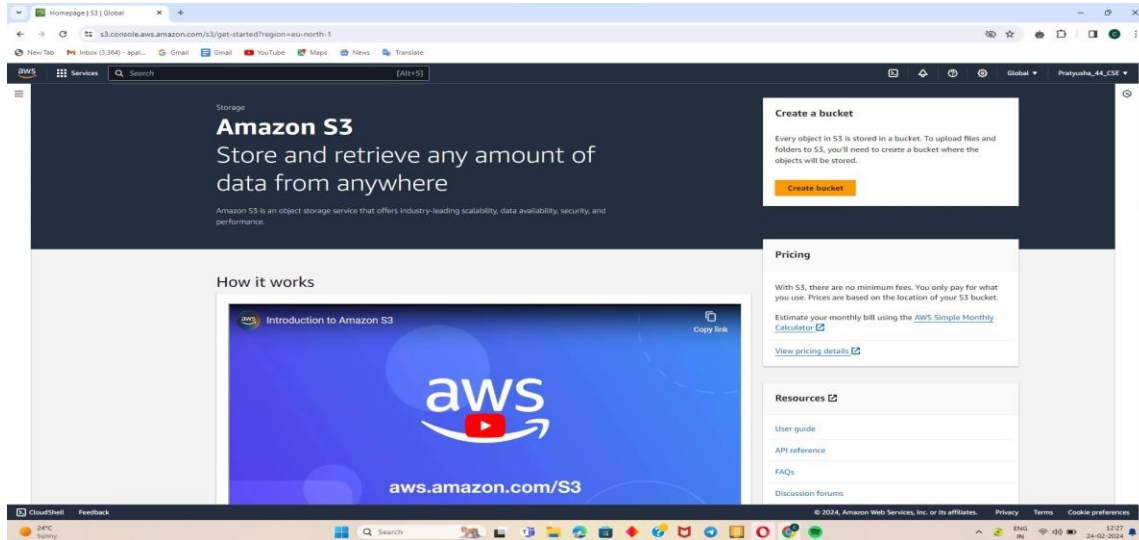 Homepage | S3 | Global
s3.console.aws.amazon.com/s3/get-started?region=eu-north-1
New Tab Inbox (3,364) - apal... Gmail Gmail YouTube Maps News Translate
aws Services Search [Alt+S] Global Pratyusha_44_CSE
Storage
Amazon S3
Store and retrieve any amount of
data from anywhere
Amazon S3 is an object storage service that offers industry-leading scalability, data availability, security, and
performance.
Create a bucket
Every object in S3 is stored in a bucket. To upload files and
folders to S3, you'll need to create a bucket where the
objects will be stored.
Create bucket
How it works
aws Introduction to Amazon S3
Copy link
aws
aws.amazon.com/S3
Pricing
With S3, there are no minimum fees. You only pay for what
you use. Prices are based on the location of your S3 bucket.
Estimate your monthly bill using the AWS Simple Monthly
Calculator
View pricing details
Resources
User guide
API reference
FAQs
Discussion forums
CloudShell Feedback © 2024, Amazon Web Services, Inc. or its affiliates. Privacy Terms Cookie preferences
24°C
Sunny
Search
ENG
IN
12:27
24-02-2024